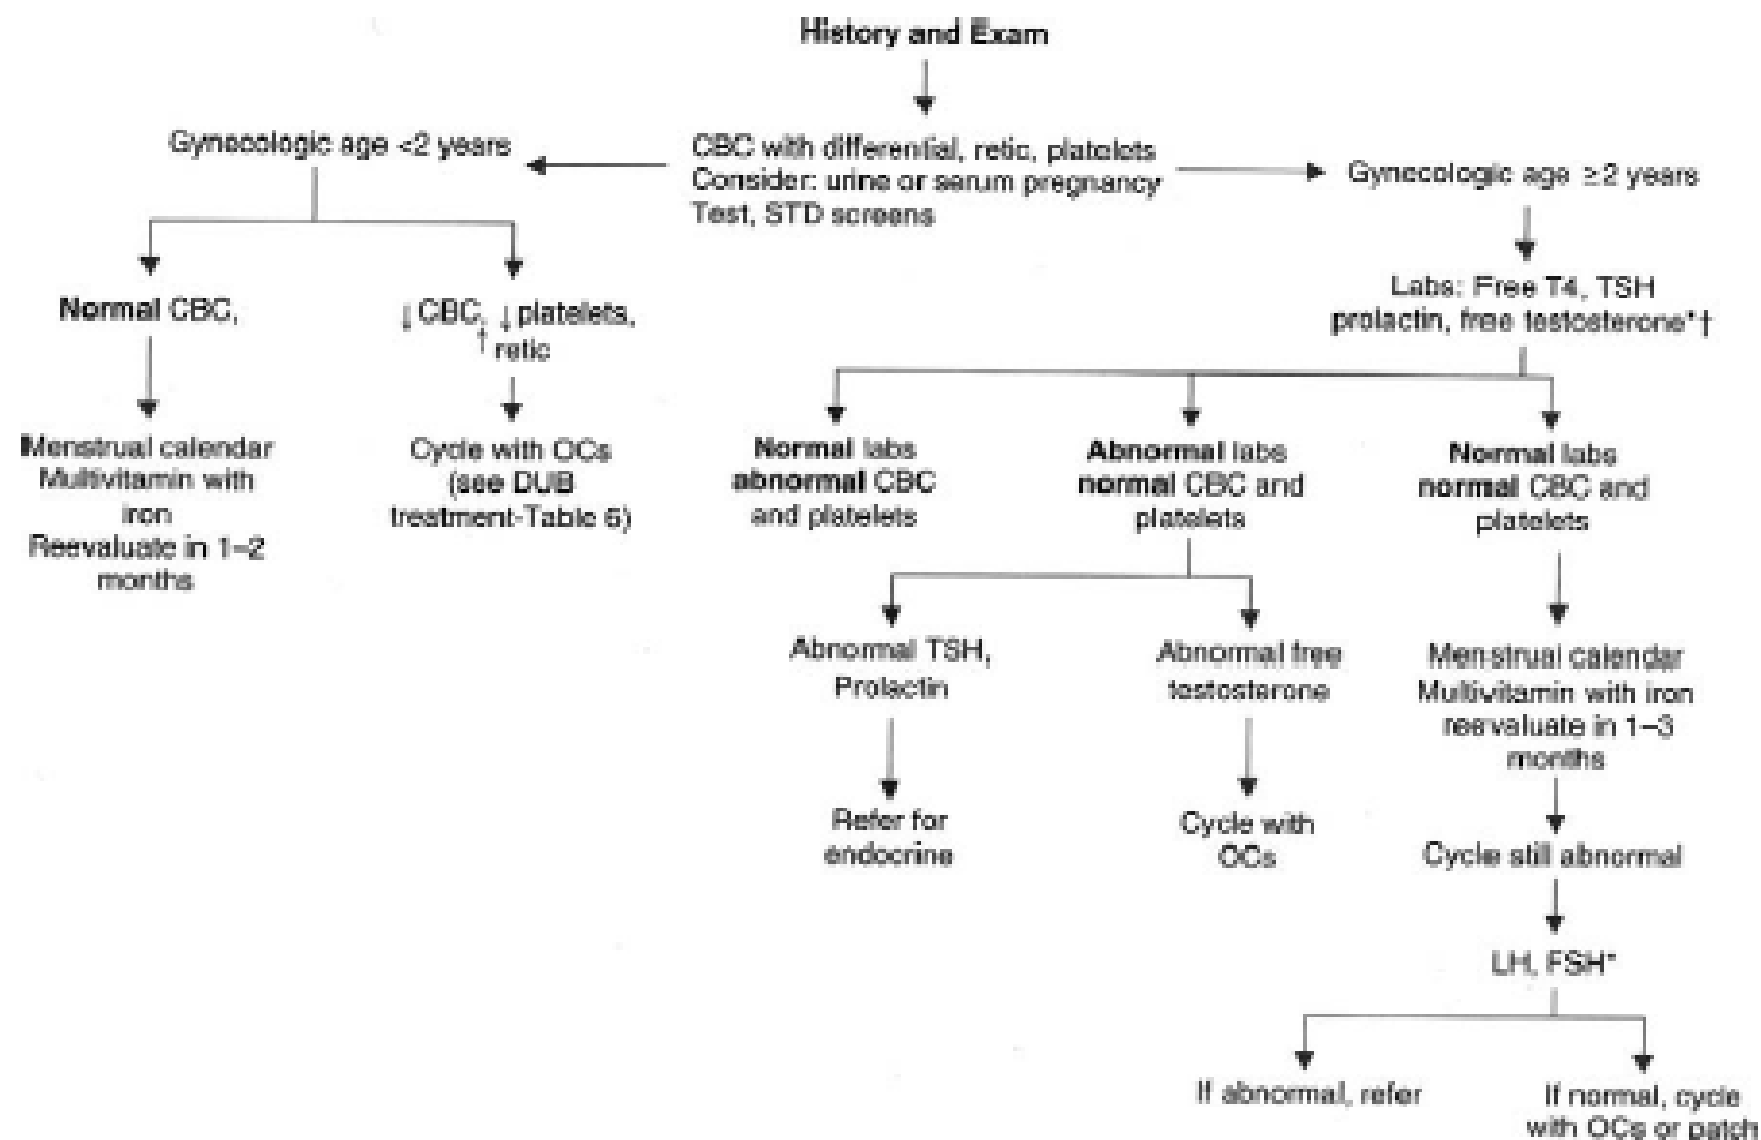 History and Exam
Gynecologic age <2 years
CBC with differential, retic, platelets
Consider: urine or serum pregnancy
Test, STD screens
Gynecologic age ≥2 years
Normal CBC,
↓CBC, ↓platelets,
↑retic
Menstrual calendar
Multivitamin with
iron
Reevaluate in 1–2
months
Cycle with OCs
(see DUB
treatment-Table 6)
Labs: Free T4, TSH
prolactin, free testosterone*†
Normal labs
abnormal CBC
and platelets
Abnormal labs
normal CBC and
platelets
Normal labs
normal CBC and
platelets
Abnormal TSH,
Prolactin
Refer for
endocrine
Abnormal free
testosterone
Cycle with
OCs
Menstrual calendar
Multivitamin with iron
reevaluate in 1–3
months
Cycle still abnormal
LH, FSH*
If abnormal, refer
If normal, cycle
with OCs or patch